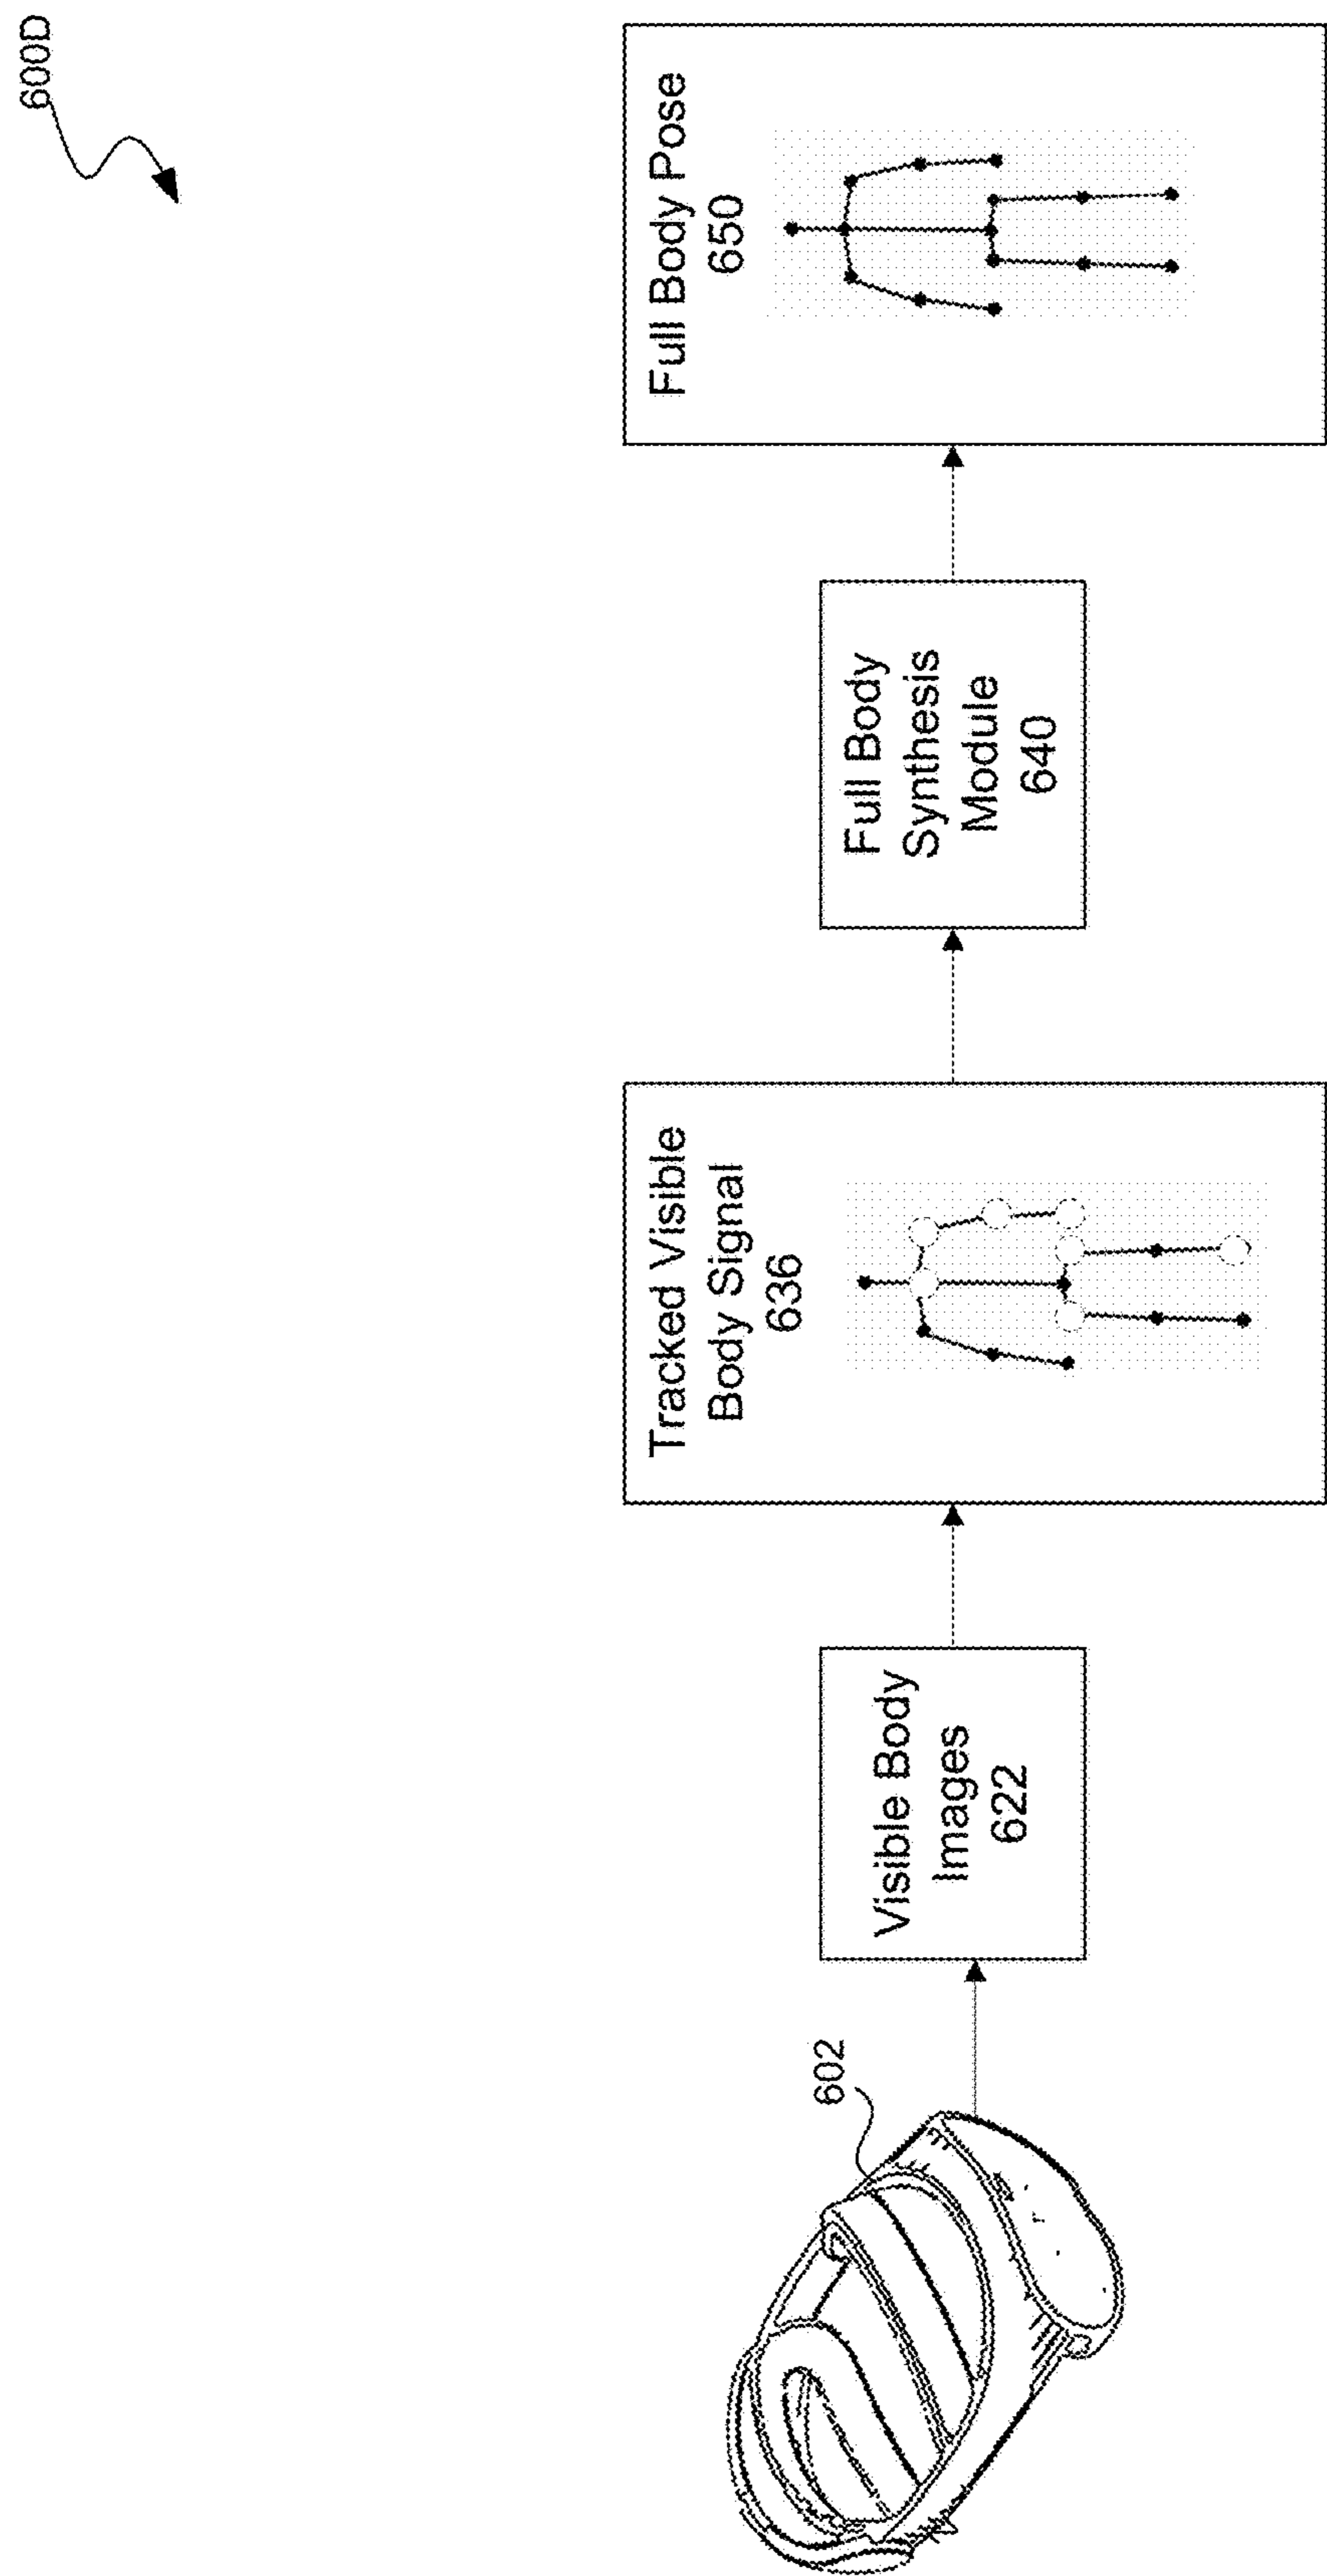 600D
602
Visible Body
Images
622
Tracked Visible
Body Signal
636
Full Body
Synthesis
Module
640
Full Body Pose
650